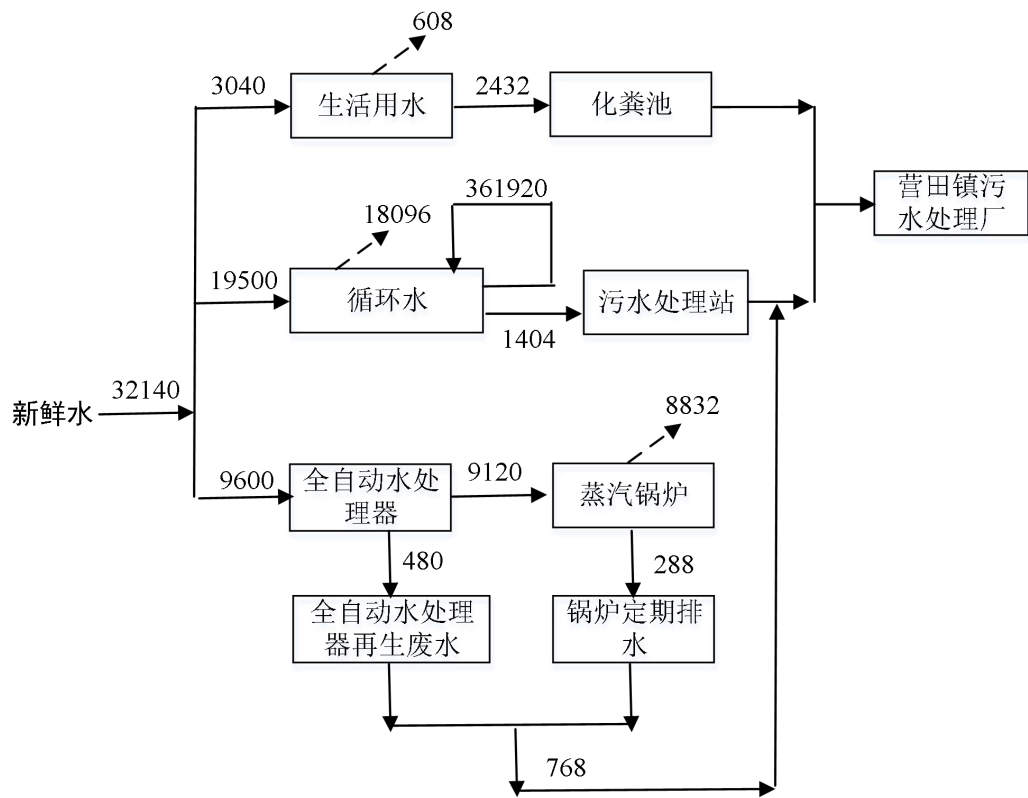 608
3040
生活用水
2432
化粪池
361920
营田镇污
水处理厂
18096
19500
循环水
污水处理站
1404
32140
新鲜水
8832
9600
全自动水处
理器
9120
蒸汽锅炉
480
288
全自动水处理
器再生废水
锅炉定期排
水
768